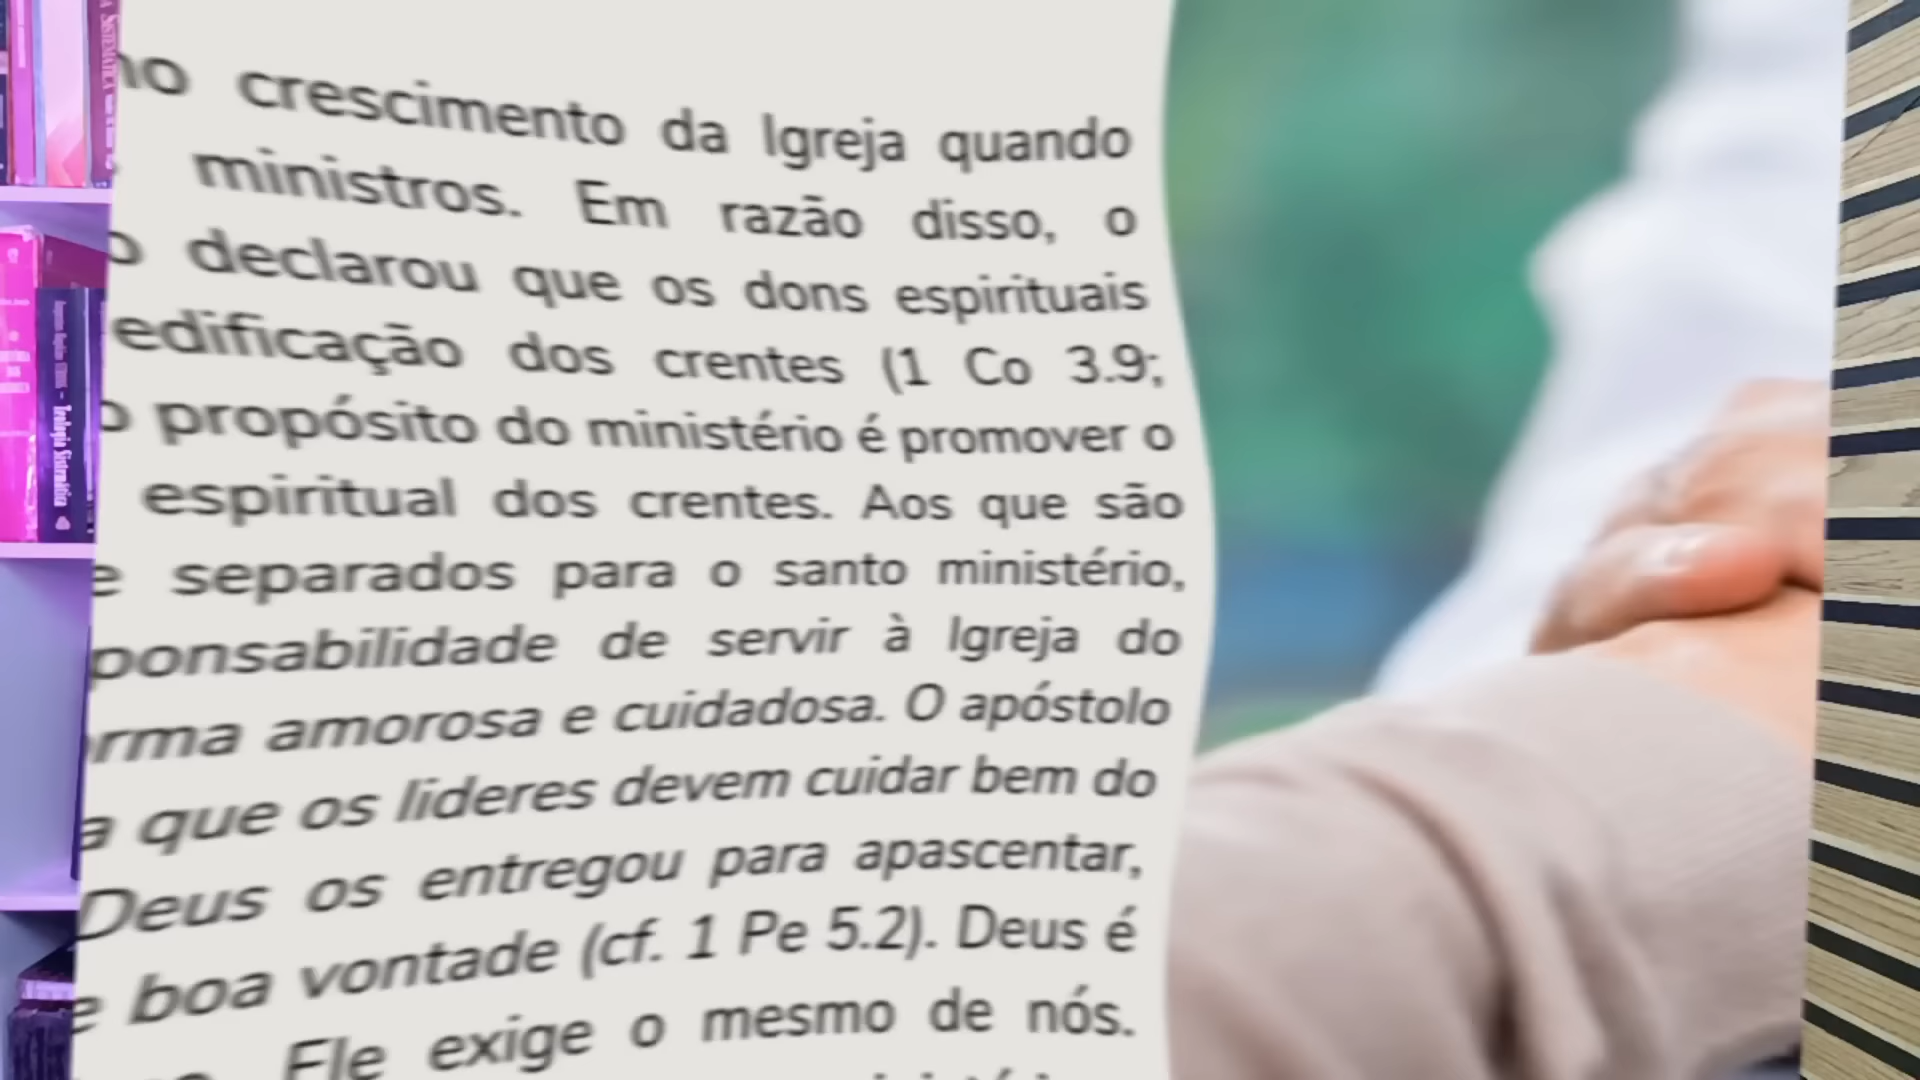 crescimento da Igreja quando
ministros. Em razão disso, o
declarou que os dons espirituais
edificação dos crentes (1 Co 3.9;
o propósito do ministério é promover o
espiritual dos crentes. Aos que são
e separados para o santo ministério,
ponsabilidade de servir à Igreja do
rma amorosa e cuidadosa. O apóstolo
a que os lideres devem cuidar bem do
Deus os entregou para apascentar,
e boa vontade (cf. 1 Pe 5.2). Deus é
Ele exige o mesmo de nós.
Teologia Sistemática